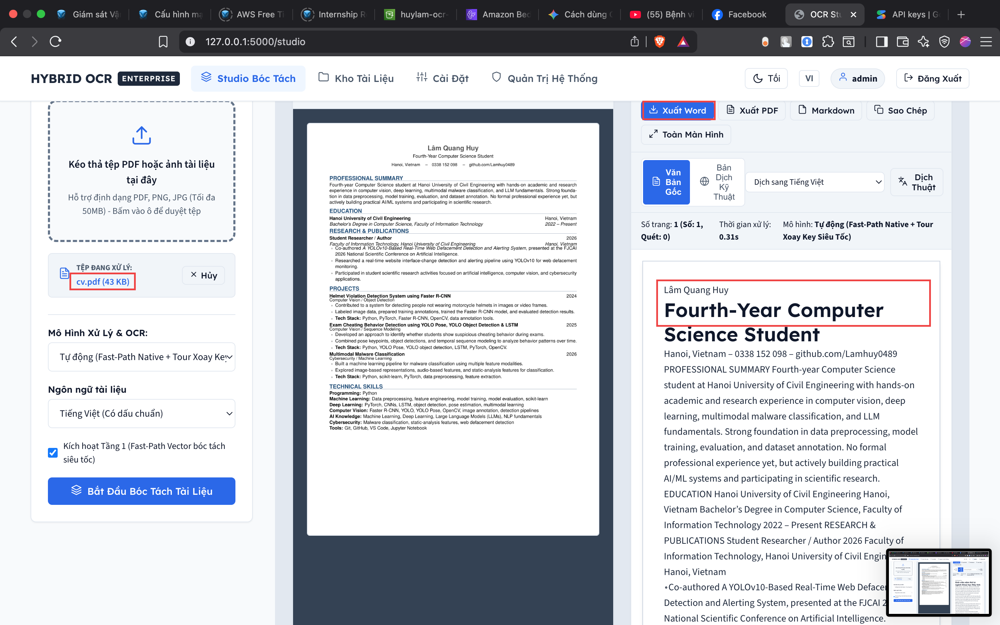 Giám sát Vậ
Cấu hình mạ
AWS Free Ti
Internship R
huylam-ocr-
Amazon Bed
Cách dùng
(55) Bệnh vi
Facebook
OCR Stu
API keys | G
127.0.0.1:5000/studio
HYBRID OCR ENTERPRISE
Studio Bóc Tách
Kho Tài Liệu
Cài Đặt
Quản Trị Hệ Thống
Tối
VI
admin
Đăng Xuất
Kéo thả tệp PDF hoặc ảnh tài liệu
tại đây
Hỗ trợ định dạng PDF, PNG, JPG (Tối đa
50MB) - Bấm vào ô để duyệt tệp
TỆP ĐANG XỬ LÝ:
cv.pdf (43 KB)
Hủy
Mô Hình Xử Lý & OCR:
Tự động (Fast-Path Native + Tour Xoay Key
Ngôn ngữ tài liệu
Tiếng Việt (Có dấu chuẩn)
Kích hoạt Tầng 1 (Fast-Path Vector bóc tách
siêu tốc)
Bắt Đầu Bóc Tách Tài Liệu
Lâm Quang Huy
Fourth-Year Computer Science Student
Hanoi, Vietnam – 0338 152 098 – github.com/Lamhuy0489
PROFESSIONAL SUMMARY
Fourth-year Computer Science student at Hanoi University of Civil Engineering with hands-on academic and research
experience in computer vision, deep learning, multimodal malware classification, and LLM fundamentals. Strong founda-
tion in data preprocessing, model training, evaluation, and dataset annotation. No formal professional experience yet, but
actively building practical AI/ML systems and participating in scientific research.
EDUCATION
Hanoi University of Civil Engineering Hanoi, Vietnam
Bachelor's Degree in Computer Science, Faculty of Information Technology 2022 – Present
RESEARCH & PUBLICATIONS
Student Researcher / Author 2026
Faculty of Information Technology, Hanoi University of Civil Engineering Hanoi, Vietnam
◦ Co-authored A YOLOv10-Based Real-Time Web Defacement Detection and Alerting System, presented at the FJCAI
2026 National Scientific Conference on Artificial Intelligence.
◦ Researched a real-time website interface-change detection and alerting pipeline using YOLOv10 for web defacement
monitoring.
◦ Participated in student scientific research activities focused on artificial intelligence, computer vision, and cybersecurity
applications.
PROJECTS
Helmet Violation Detection System using Faster R-CNN 2024
Computer Vision / Object Detection
◦ Contributed to a system for detecting people not wearing motorcycle helmets in images or video frames.
◦ Labeled image data, prepared training annotations, trained the Faster R-CNN model, and evaluated detection results.
◦ Tech Stack: Python, PyTorch, Faster R-CNN, OpenCV, data annotation tools.
Exam Cheating Behavior Detection using YOLO Pose, YOLO Object Detection & LSTM 2025
Computer Vision / Sequence Modeling
◦ Developed an approach to identify whether students show suspicious cheating behavior during exams.
◦ Combined pose keypoints, object detections, and temporal sequence modeling to analyze behavior patterns over time.
◦ Tech Stack: Python, YOLO Pose, YOLO object detection, LSTM, PyTorch, OpenCV.
Multimodal Malware Classification 2026
Cybersecurity / Machine Learning
◦ Built a machine learning pipeline for malware classification using multiple feature modalities.
◦ Explored image-based representations, audio-based features, and static-analysis features for classification.
◦ Tech Stack: Python, scikit-learn, PyTorch, data preprocessing, feature extraction.
TECHNICAL SKILLS
Programming: Python
Machine Learning: Data preprocessing, feature engineering, model training, model evaluation, scikit-learn
Deep Learning: PyTorch, CNNs, LSTM, object detection, pose estimation, multimodal learning
Computer Vision: Faster R-CNN, YOLO, YOLO Pose, OpenCV, image annotation, detection pipelines
AI Knowledge: Machine Learning, Deep Learning, Large Language Models (LLMs), NLP fundamentals
Cybersecurity: Malware classification, static-analysis features, web defacement detection
Tools: Git, GitHub, VS Code, Jupyter Notebook
Xuất Word
Xuất PDF
Markdown
Sao Chép
Toàn Màn Hình
Văn
Bản
Gốc
Bản
Dịch
Kỹ
Thuật
Dịch sang Tiếng Việt
Dịch
Thuật
Số trang: 1 (Số: 1,
Quét: 0)
Thời gian xử lý:
0.31s
Mô hình: Tự động (Fast-Path Native + Tour
Xoay Key Siêu Tốc)
Lâm Quang Huy
Fourth-Year Computer
Science Student
Hanoi, Vietnam – 0338 152 098 – github.com/Lamhuy0489
PROFESSIONAL SUMMARY Fourth-year Computer Science
student at Hanoi University of Civil Engineering with hands-on
academic and research experience in computer vision, deep
learning, multimodal malware classification, and LLM
fundamentals. Strong foundation in data preprocessing, model
training, evaluation, and dataset annotation. No formal
professional experience yet, but actively building practical
AI/ML systems and participating in scientific research.
EDUCATION Hanoi University of Civil Engineering Hanoi,
Vietnam Bachelor’s Degree in Computer Science, Faculty of
Information Technology 2022 – Present RESEARCH &
PUBLICATIONS Student Researcher / Author 2026 Faculty of
Information Technology, Hanoi University of Civil Engin
Hanoi, Vietnam
◦Co-authored A YOLOv10-Based Real-Time Web Deface
Detection and Alerting System, presented at the FJCAI 2
National Scientific Conference on Artificial Intelligence.
Sinh viên năm thứ tư
ngành Khoa học Máy tính